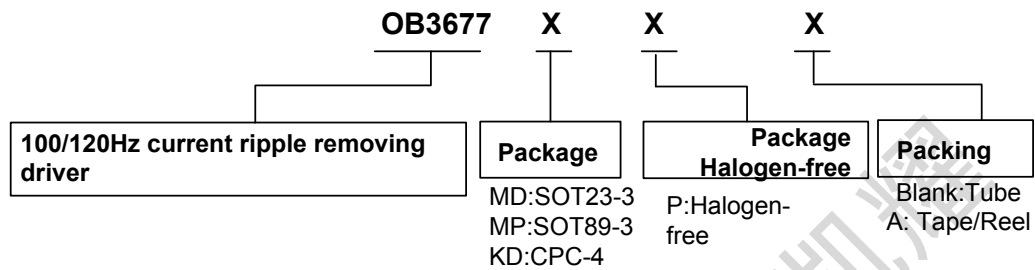 OB3677 X X X
100/120Hz current ripple removing
driver
Package
MD:SOT23-3
MP:SOT89-3
KD:CPC-4
Package
Halogen-free
P:Halogen-
free
Packing
Blank:Tube
A: Tape/Reel